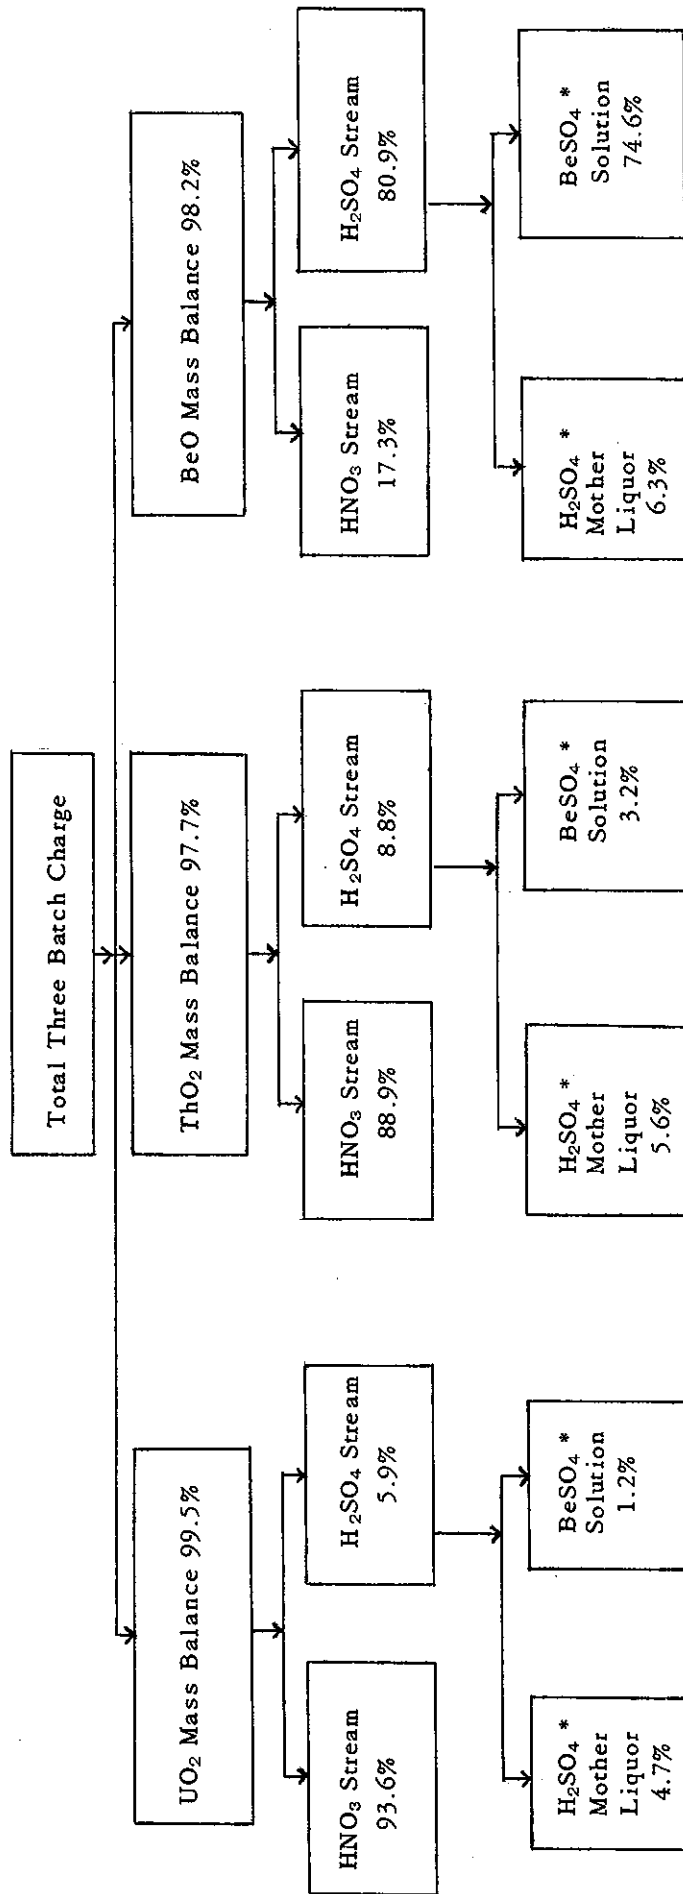 Total Three Batch Charge
UO₂ Mass Balance 99.5%
ThO₂ Mass Balance 97.7%
BeO Mass Balance 98.2%
HNO₃ Stream
93.6%
H₂SO₄ Stream
5.9%
HNO₃ Stream
88.9%
H₂SO₄ Stream
8.8%
HNO₃ Stream
17.3%
H₂SO₄ Stream
80.9%
H₂SO₄ *
Mother
Liquor
4.7%
BeSO₄ *
Solution
1.2%
H₂SO₄ *
Mother
Liquor
5.6%
BeSO₄ *
Solution
3.2%
H₂SO₄ *
Mother
Liquor
6.3%
BeSO₄ *
Solution
74.6%